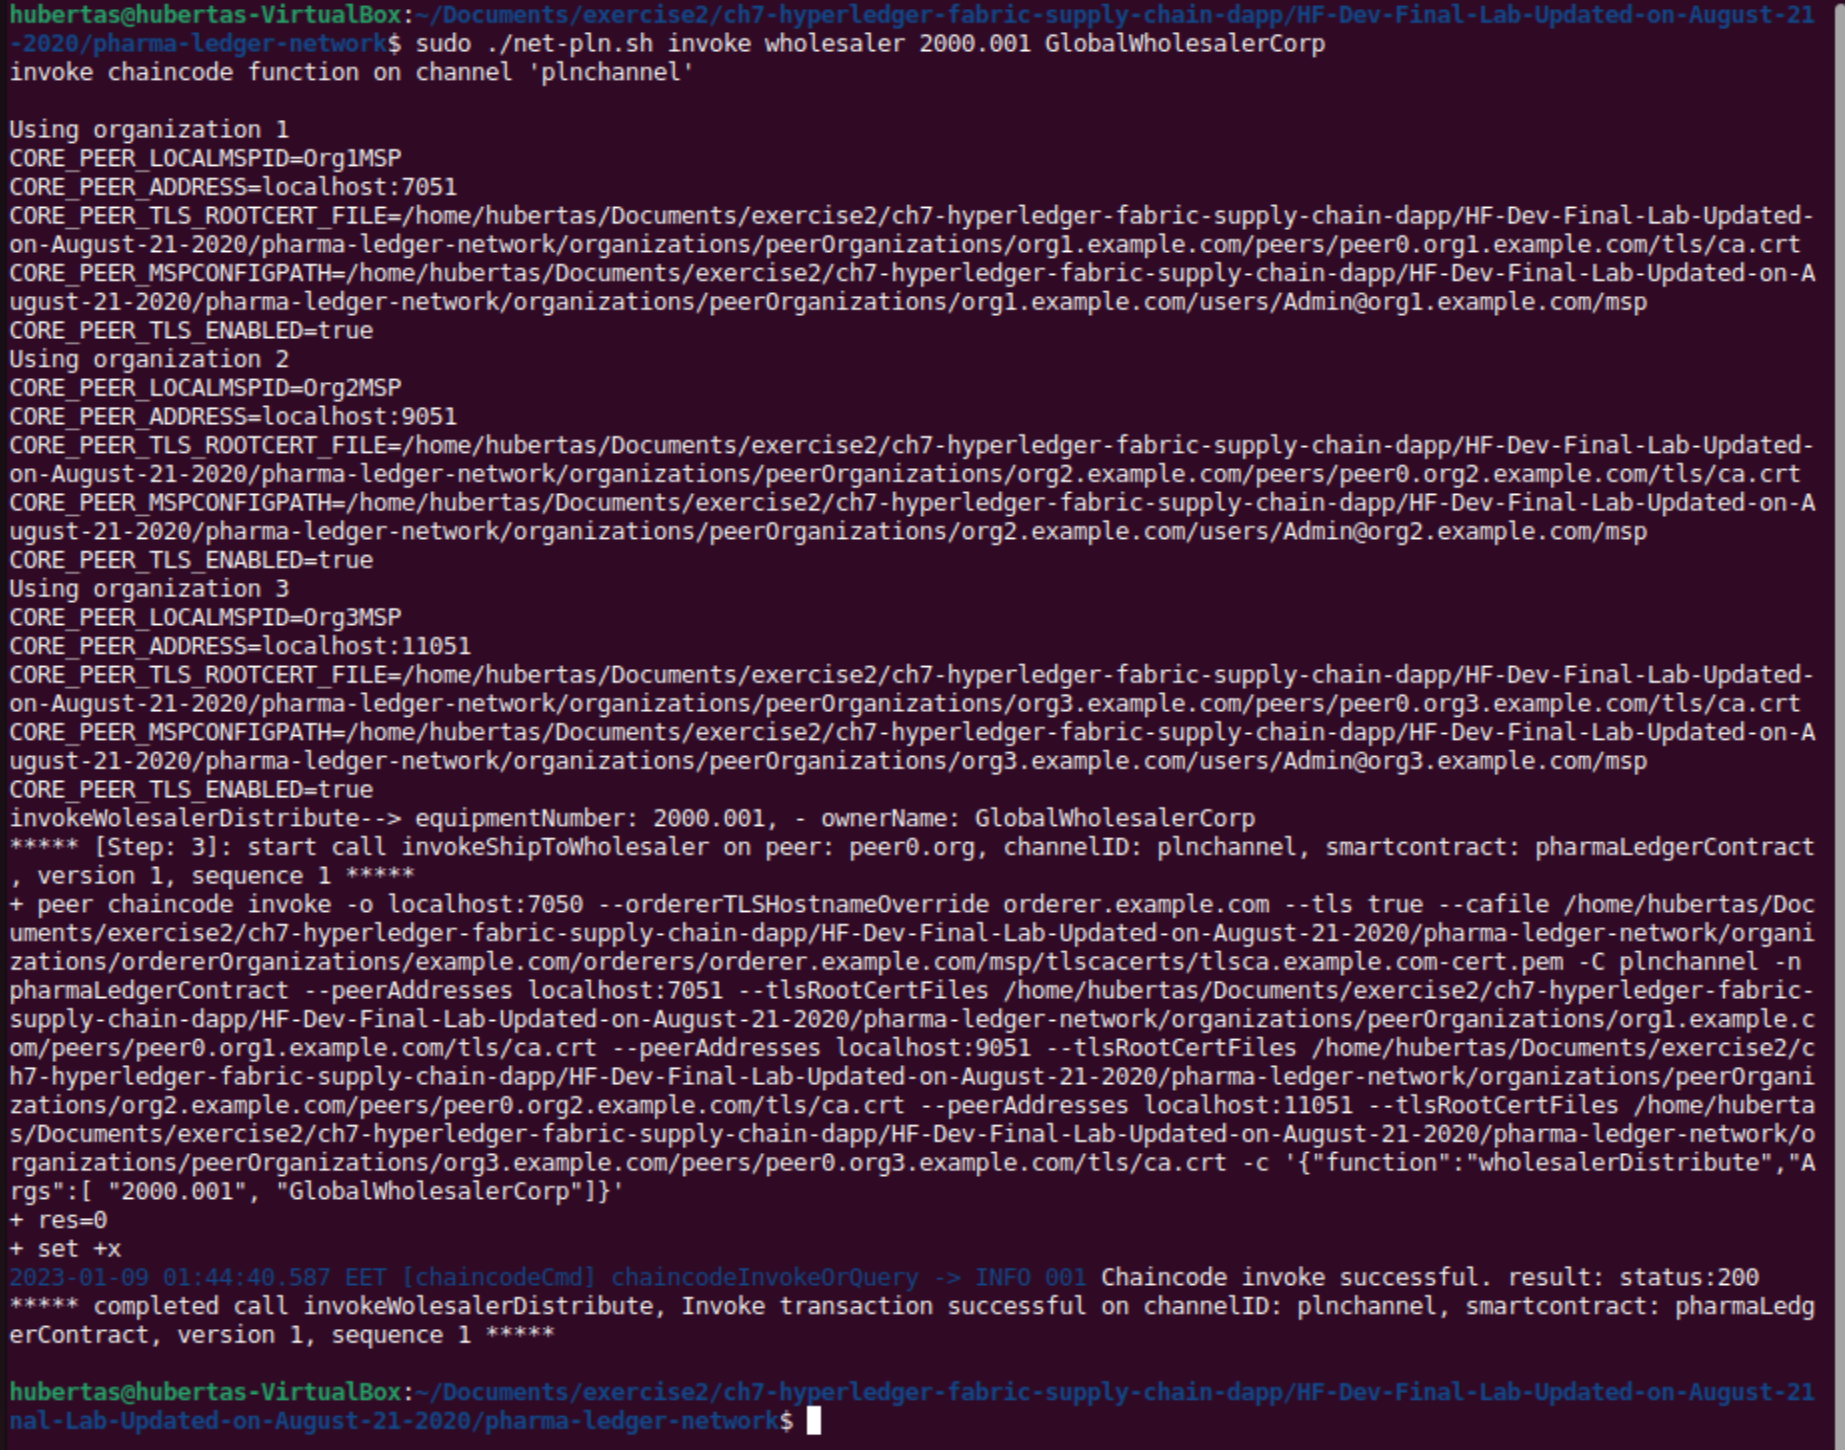 hubertas@hubertas-VirtualBox:~/Documents/exercise2/ch7-hyperledger-fabric-supply-chain-dapp/HF-Dev-Final-Lab-Updated-on-August-21
-2020/pharma-ledger-network$ sudo ./net-pln.sh invoke wholesaler 2000.001 GlobalWholesalerCorp
invoke chaincode function on channel 'plnchannel'
Using organization 1
CORE_PEER_LOCALMSPID=Org1MSP
CORE_PEER_ADDRESS=localhost:7051
CORE_PEER_TLS_ROOTCERT_FILE=/home/hubertas/Documents/exercise2/ch7-hyperledger-fabric-supply-chain-dapp/HF-Dev-Final-Lab-Updated-
on-August-21-2020/pharma-ledger-network/organizations/peerOrganizations/org1.example.com/peers/peer0.org1.example.com/tls/ca.crt
CORE_PEER_MSPCONFIGPATH=/home/hubertas/Documents/exercise2/ch7-hyperledger-fabric-supply-chain-dapp/HF-Dev-Final-Lab-Updated-on-A
ugust-21-2020/pharma-ledger-network/organizations/peerOrganizations/org1.example.com/users/Admin@org1.example.com/msp
CORE_PEER_TLS_ENABLED=true
Using organization 2
CORE_PEER_LOCALMSPID=Org2MSP
CORE_PEER_ADDRESS=localhost:9051
CORE_PEER_TLS_ROOTCERT_FILE=/home/hubertas/Documents/exercise2/ch7-hyperledger-fabric-supply-chain-dapp/HF-Dev-Final-Lab-Updated-
on-August-21-2020/pharma-ledger-network/organizations/peerOrganizations/org2.example.com/peers/peer0.org2.example.com/tls/ca.crt
CORE_PEER_MSPCONFIGPATH=/home/hubertas/Documents/exercise2/ch7-hyperledger-fabric-supply-chain-dapp/HF-Dev-Final-Lab-Updated-on-A
ugust-21-2020/pharma-ledger-network/organizations/peerOrganizations/org2.example.com/users/Admin@org2.example.com/msp
CORE_PEER_TLS_ENABLED=true
Using organization 3
CORE_PEER_LOCALMSPID=Org3MSP
CORE_PEER_ADDRESS=localhost:11051
CORE_PEER_TLS_ROOTCERT_FILE=/home/hubertas/Documents/exercise2/ch7-hyperledger-fabric-supply-chain-dapp/HF-Dev-Final-Lab-Updated-
on-August-21-2020/pharma-ledger-network/organizations/peerOrganizations/org3.example.com/peers/peer0.org3.example.com/tls/ca.crt
CORE_PEER_MSPCONFIGPATH=/home/hubertas/Documents/exercise2/ch7-hyperledger-fabric-supply-chain-dapp/HF-Dev-Final-Lab-Updated-on-A
ugust-21-2020/pharma-ledger-network/organizations/peerOrganizations/org3.example.com/users/Admin@org3.example.com/msp
CORE_PEER_TLS_ENABLED=true
invokeWolesalerDistribute--> equipmentNumber: 2000.001, - ownerName: GlobalWholesalerCorp
***** [Step: 3]: start call invokeShipToWholesaler on peer: peer0.org, channelID: plnchannel, smartcontract: pharmaLedgerContract
, version 1, sequence 1 *****
+ peer chaincode invoke -o localhost:7050 --ordererTLSHostnameOverride orderer.example.com --tls true --cafile /home/hubertas/Doc
uments/exercise2/ch7-hyperledger-fabric-supply-chain-dapp/HF-Dev-Final-Lab-Updated-on-August-21-2020/pharma-ledger-network/organi
zations/ordererOrganizations/example.com/orderers/orderer.example.com/msp/tlscacerts/tlsca.example.com-cert.pem -C plnchannel -n
pharmaLedgerContract --peerAddresses localhost:7051 --tlsRootCertFiles /home/hubertas/Documents/exercise2/ch7-hyperledger-fabric-
supply-chain-dapp/HF-Dev-Final-Lab-Updated-on-August-21-2020/pharma-ledger-network/organizations/peerOrganizations/org1.example.c
om/peers/peer0.org1.example.com/tls/ca.crt --peerAddresses localhost:9051 --tlsRootCertFiles /home/hubertas/Documents/exercise2/c
h7-hyperledger-fabric-supply-chain-dapp/HF-Dev-Final-Lab-Updated-on-August-21-2020/pharma-ledger-network/organizations/peerOrgani
zations/org2.example.com/peers/peer0.org2.example.com/tls/ca.crt --peerAddresses localhost:11051 --tlsRootCertFiles /home/huberta
s/Documents/exercise2/ch7-hyperledger-fabric-supply-chain-dapp/HF-Dev-Final-Lab-Updated-on-August-21-2020/pharma-ledger-network/o
rganizations/peerOrganizations/org3.example.com/peers/peer0.org3.example.com/tls/ca.crt -c '{"function":"wholesalerDistribute","A
rgs":[ "2000.001", "GlobalWholesalerCorp"]}'
+ res=0
+ set +x
2023-01-09 01:44:40.587 EET [chaincodeCmd] chaincodeInvokeOrQuery -> INFO 001 Chaincode invoke successful. result: status:200
***** completed call invokeWolesalerDistribute, Invoke transaction successful on channelID: plnchannel, smartcontract: pharmaLedg
erContract, version 1, sequence 1 *****
hubertas@hubertas-VirtualBox:~/Documents/exercise2/ch7-hyperledger-fabric-supply-chain-dapp/HF-Dev-Final-Lab-Updated-on-August-21
nal-Lab-Updated-on-August-21-2020/pharma-ledger-network$